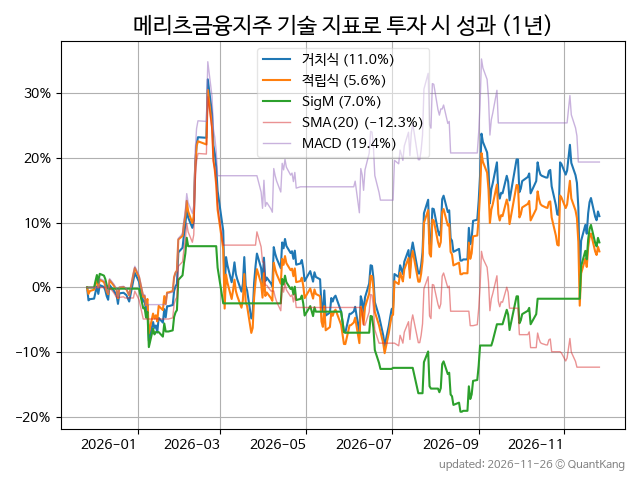 메리츠금융지주 기술 지표로 투자 시 성과 (1년)
거치식 (11.0%)
적립식 (5.6%)
SigM (7.0%)
SMA(20) (−12.3%)
MACD (19.4%)
30%
20%
10%
0%
−10%
−20%
2026-01 2026-03 2026-05 2026-07 2026-09 2026-11
updated: 2026-11-26 © QuantKang